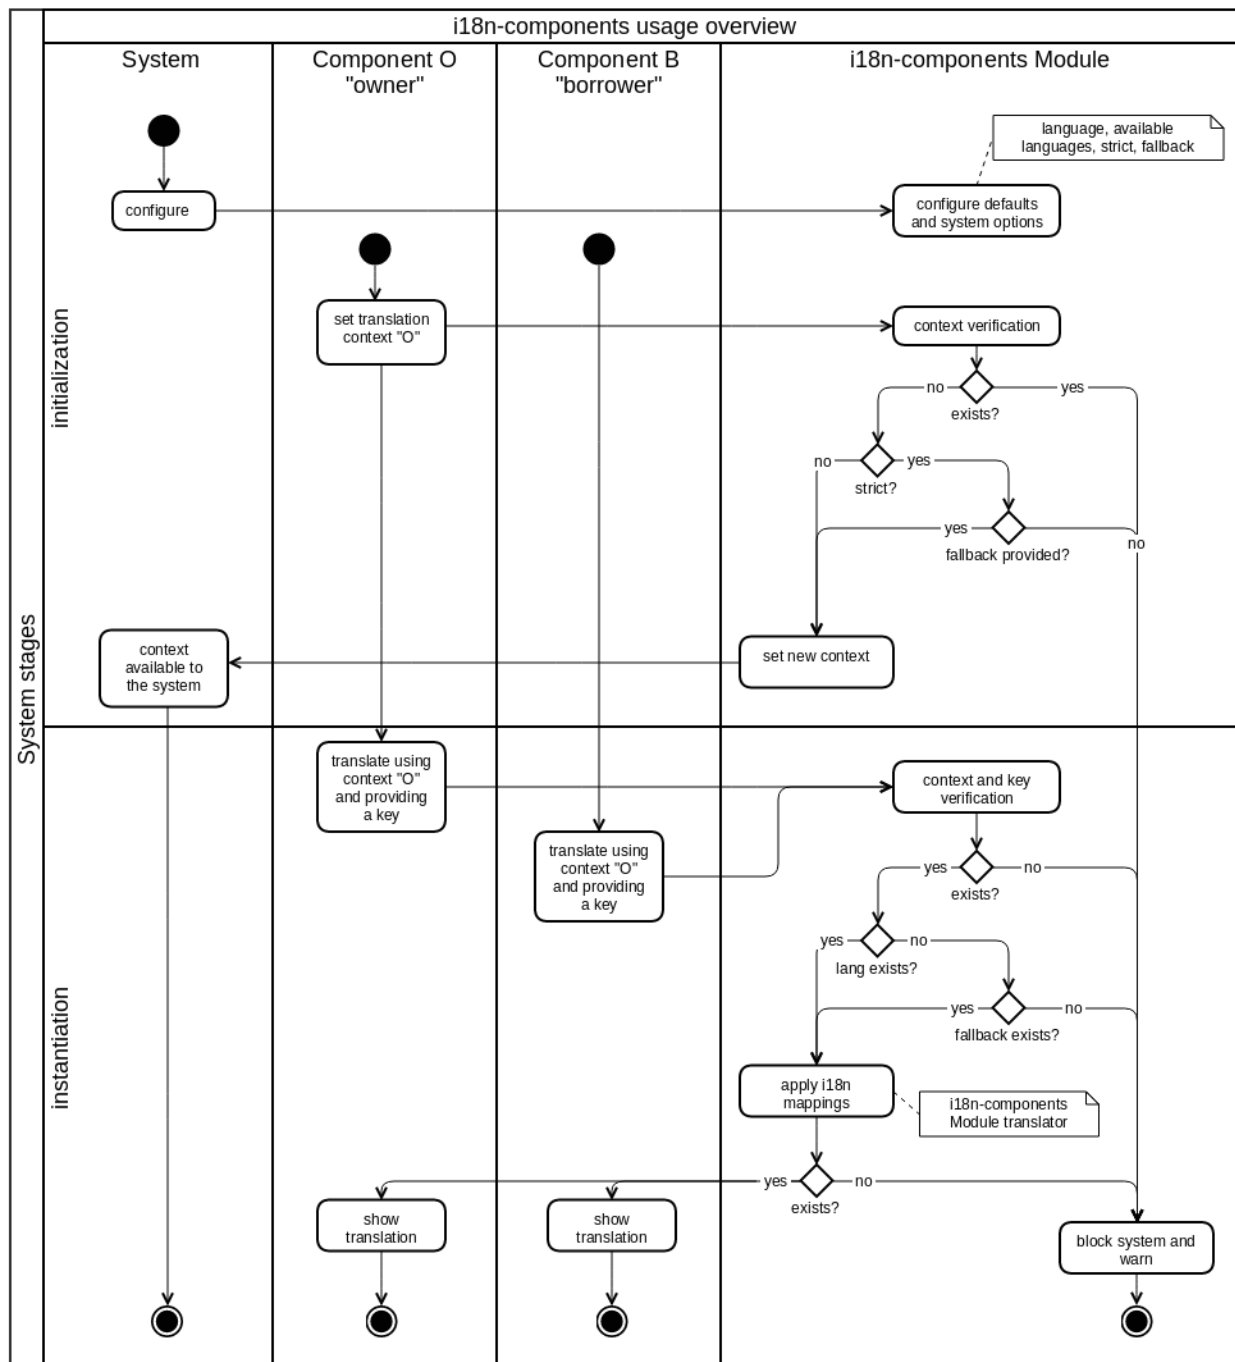 i18n-components usage overview
System
Component O
"owner"
Component B
"borrower"
i18n-components Module
language, available
languages, strict, fallback
configure
configure defaults
and system options
System stages
initialization
set translation
context "O"
context verification
no
yes
exists?
no
yes
strict?
yes
no
fallback provided?
context
available to
the system
set new context
instantiation
translate using
context "O"
and providing
a key
context and key
verification
translate using
context "O"
and providing
a key
yes
no
exists?
yes
no
lang exists?
yes
no
fallback exists?
apply i18n
mappings
i18n-components
Module translator
yes
no
exists?
show
translation
show
translation
block system and
warn